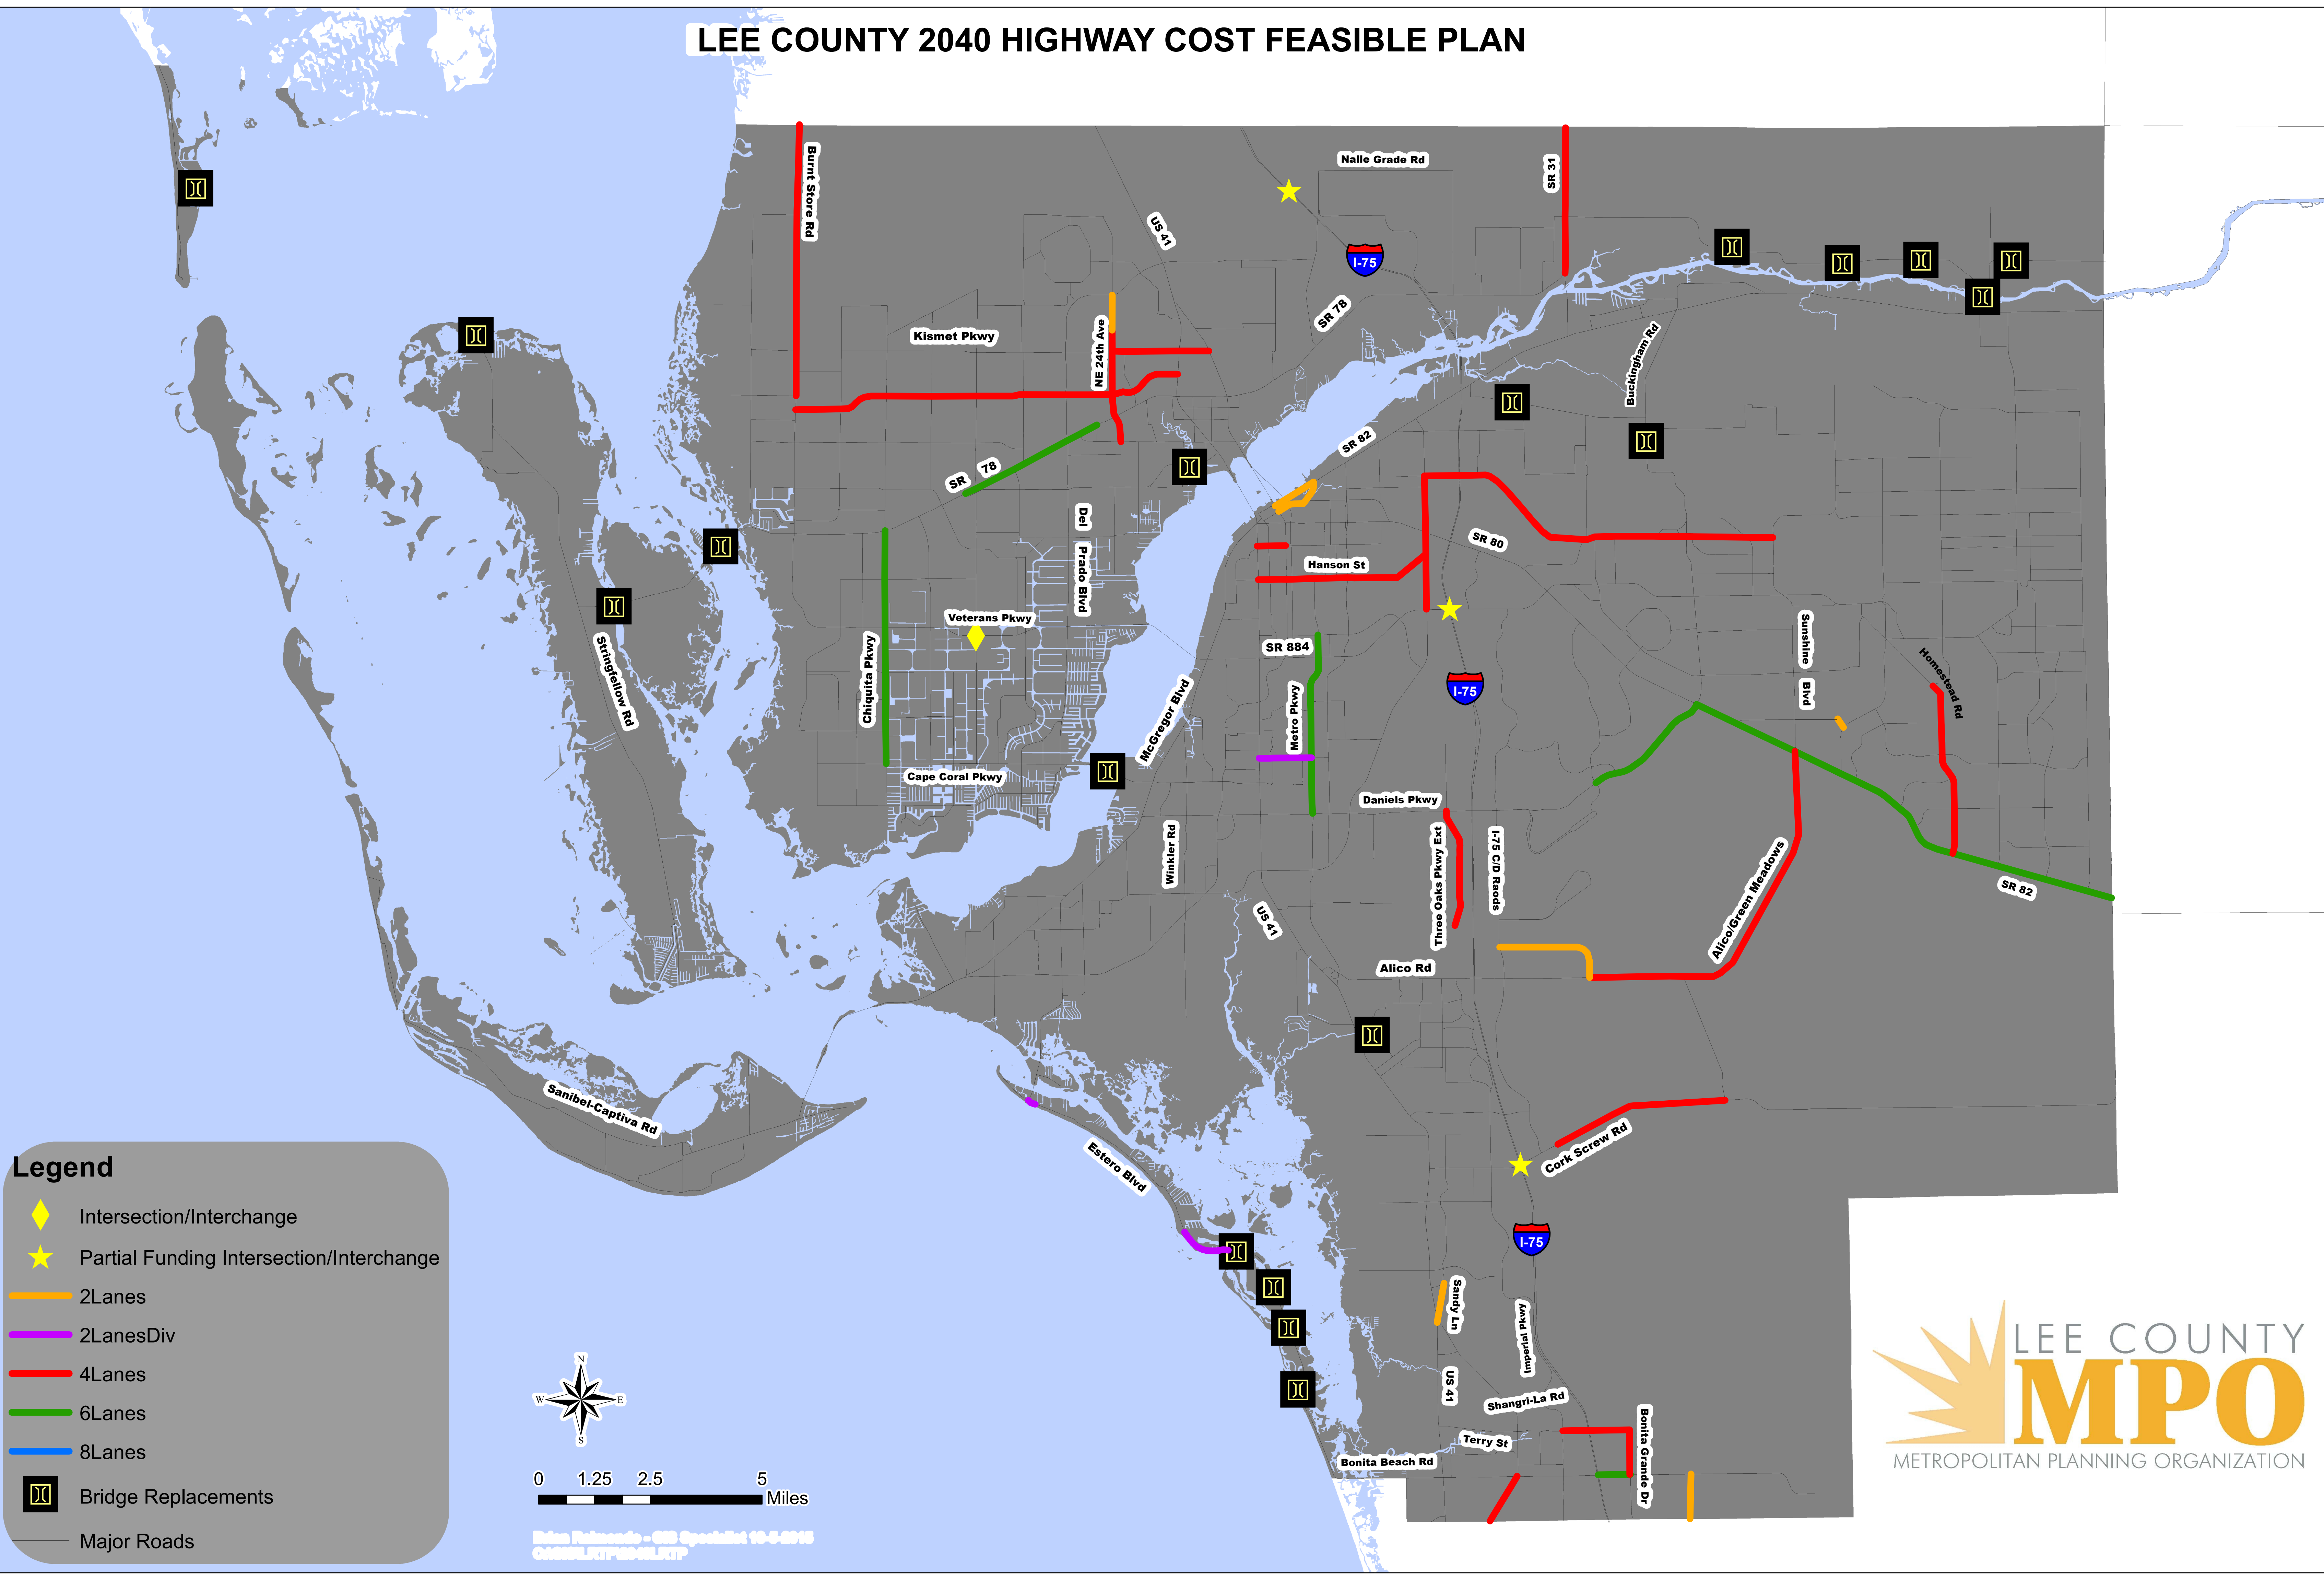 LEE COUNTY 2040 HIGHWAY COST FEASIBLE PLAN
Burnt Store Rd
Nalle Grade Rd
SR 31
US 41
I-75
SR 78
Kismet Pkwy
NE 24th Ave
Buckingham Rd
SR 82
SR 78
Del Prado Blvd
SR 80
Hanson St
Veterans Pkwy
Stringfellow Rd
Chiquita Pkwy
SR 884
Sunshine Blvd
Homestead Rd
McGregor Blvd
Metro Pkwy
I-75
Cape Coral Pkwy
Daniels Pkwy
Winkler Rd
Three Oaks Pkwy Ext
I-75 C/D Raods
Alico/Green Meadows
SR 82
US 41
Alico Rd
Sanibel-Captiva Rd
Estero Blvd
Cork Screw Rd
I-75
Sandy Ln
Imperial Pkwy
US 41
Shangri-La Rd
Terry St
Bonita Beach Rd
Bonita Grande Dr
Legend
Intersection/Interchange
Partial Funding Intersection/Interchange
2Lanes
2LanesDiv
4Lanes
6Lanes
8Lanes
Bridge Replacements
Major Roads
N
W E
S
0 1.25 2.5 5
Miles
LEE COUNTY
MPO
METROPOLITAN PLANNING ORGANIZATION